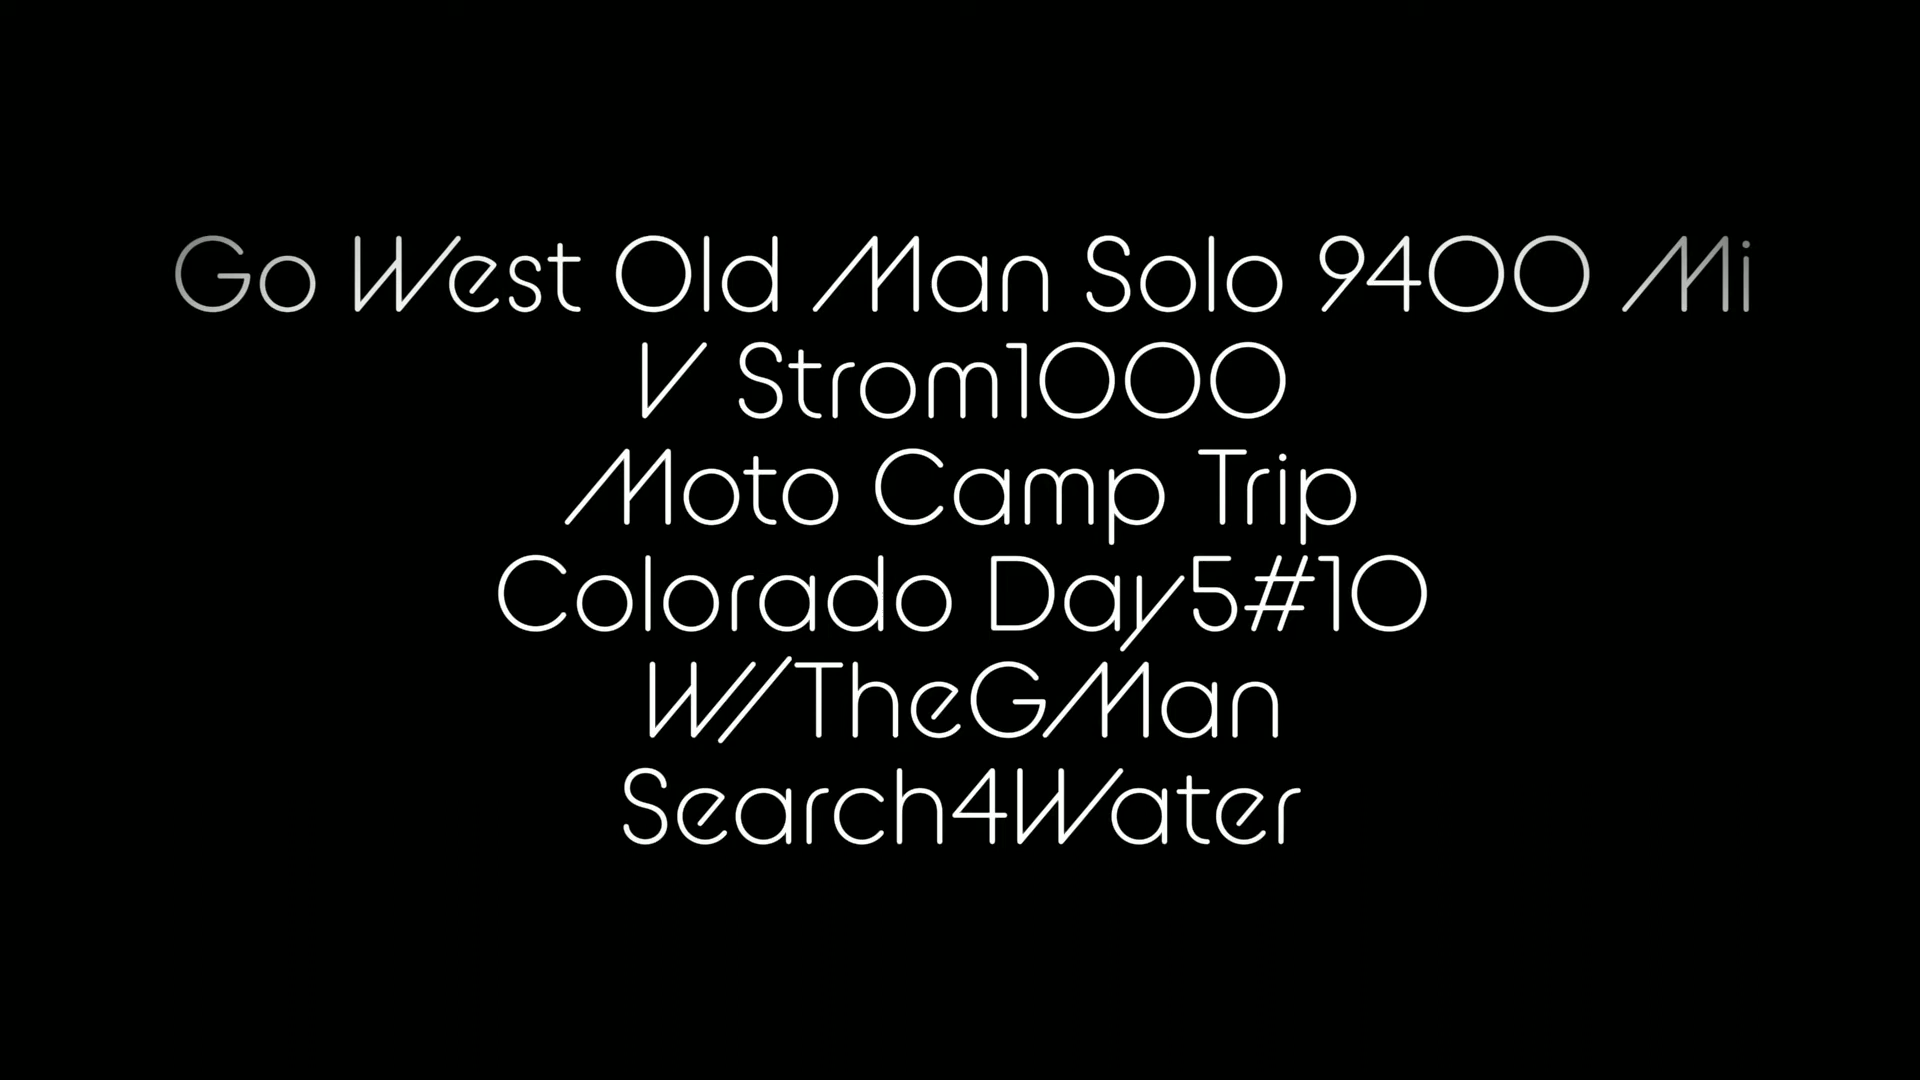 Go West Old Man Solo 9400 Mi
V Strom1000
Moto Camp Trip
Colorado Day5#10
W/TheGMan
Search4Water